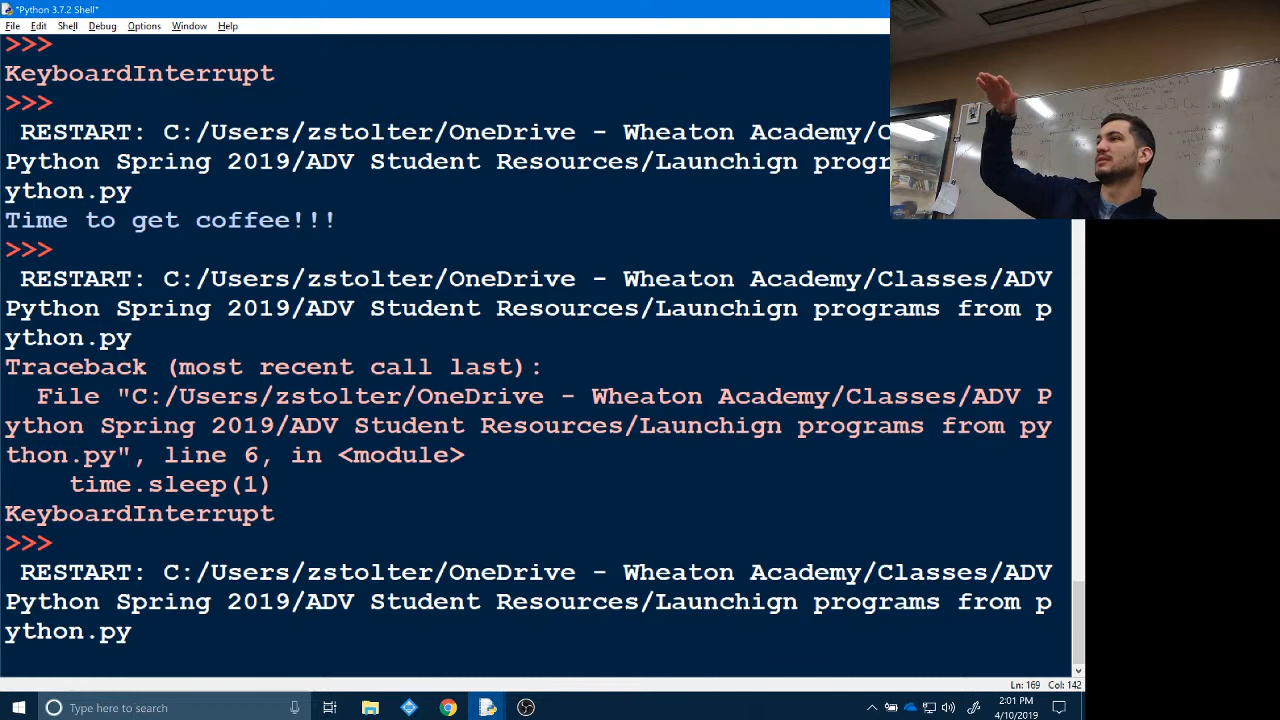 *Python 3.7.2 Shell*
File Edit Shell Debug Options Window Help
>>>
KeyboardInterrupt
>>>
RESTART: C:/Users/zstolter/OneDrive - Wheaton Academy/C
Python Spring 2019/ADV Student Resources/Launchign progr
ython.py
Time to get coffee!!!
>>>
RESTART: C:/Users/zstolter/OneDrive - Wheaton Academy/Classes/ADV
Python Spring 2019/ADV Student Resources/Launchign programs from p
ython.py
Traceback (most recent call last):
File "C:/Users/zstolter/OneDrive - Wheaton Academy/Classes/ADV P
ython Spring 2019/ADV Student Resources/Launchign programs from py
thon.py", line 6, in <module>
time.sleep(1)
KeyboardInterrupt
>>>
RESTART: C:/Users/zstolter/OneDrive - Wheaton Academy/Classes/ADV
Python Spring 2019/ADV Student Resources/Launchign programs from p
ython.py
Ln: 169 Col: 142
Type here to search
2:01 PM
4/10/2019